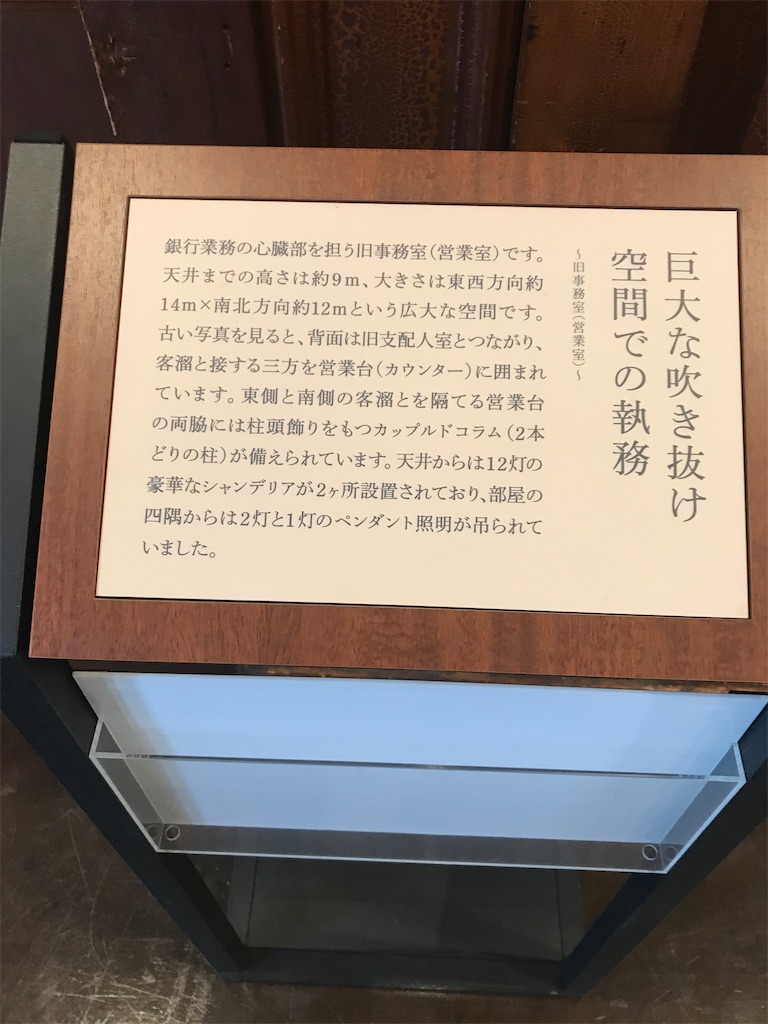 巨大な吹き抜け
空間での執務
～旧事務室（営業室）～
銀行業務の心臓部を担う旧事務室（営業室）です。
天井までの高さは約9m、大きさは東西方向約
14m×南北方向約12mという広大な空間です。
古い写真を見ると、背面は旧支配人室とつながり、
客溜と接する三方を営業台（カウンター）に囲まれ
ています。東側と南側の客溜とを隔てる営業台
の両脇には柱頭飾りをもつカップルドコラム（2本
どりの柱）が備えられています。天井からは12灯の
豪華なシャンデリアが2ヶ所設置されており、部屋の
四隅からは2灯と1灯のペンダント照明が吊られて
いました。